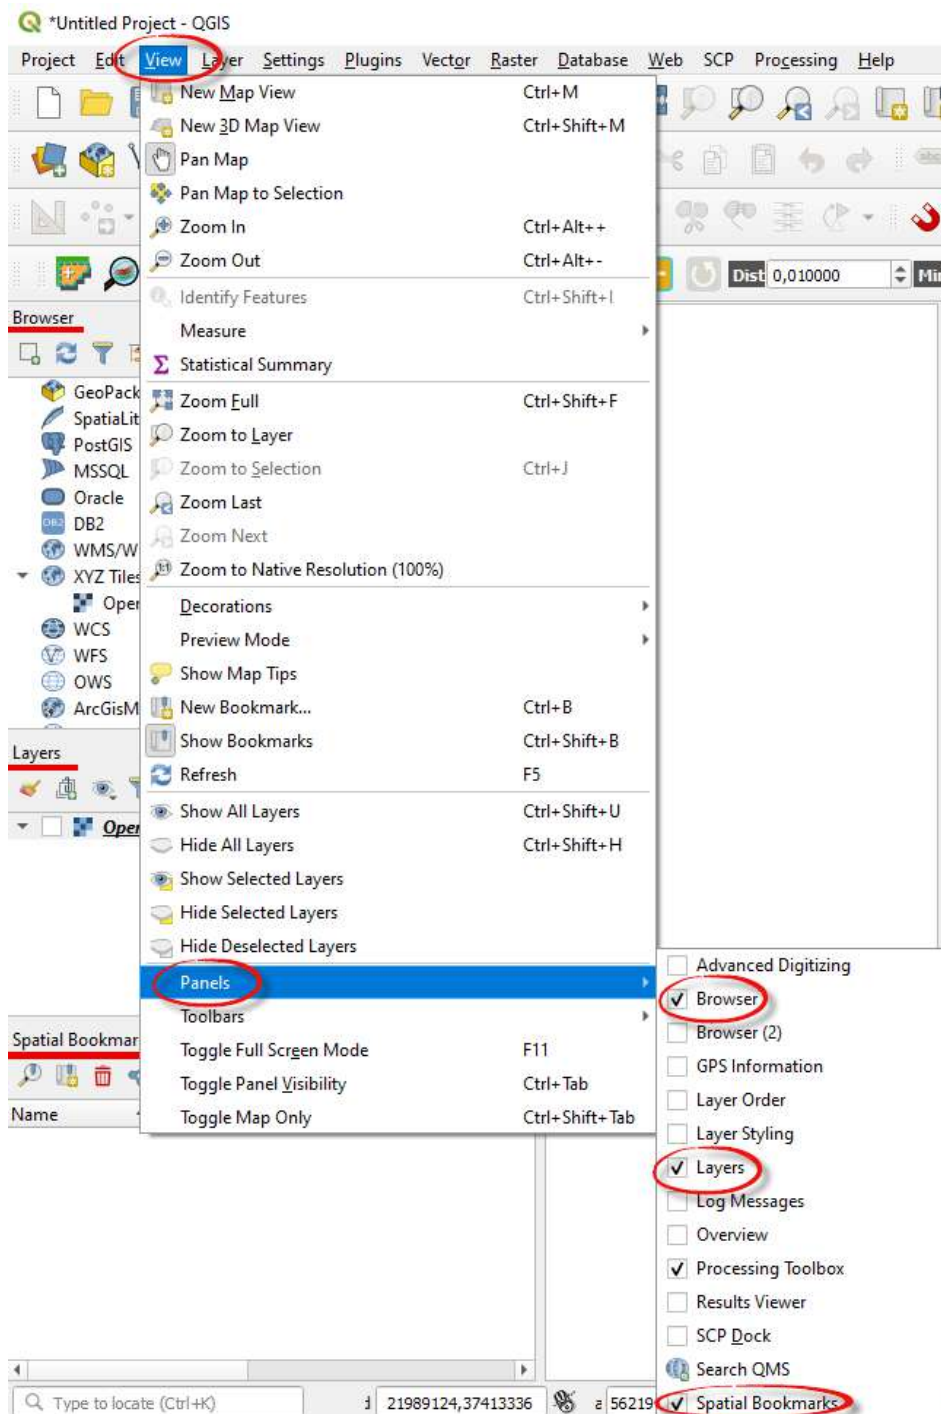 *Untitled Project - QGIS
Project Edit View Layer Settings Plugins Vector Raster Database Web SCP Processing Help
New Map View Ctrl+M
New 3D Map View Ctrl+Shift+M
Pan Map
Pan Map to Selection
Zoom In Ctrl+Alt++
Zoom Out Ctrl+Alt+-
Dist 0,010000
Identify Features Ctrl+Shift+I
Browser
Measure
Statistical Summary
GeoPack
Zoom Full Ctrl+Shift+F
SpatiaLit
Zoom to Layer
PostGIS
Zoom to Selection Ctrl+J
MSSQL
Oracle
Zoom Last
DB2
Zoom Next
WMS/W
Zoom to Native Resolution (100%)
XYZ Tiles
Oper
Decorations
WCS
Preview Mode
WFS
Show Map Tips
OWS
ArcGisM
New Bookmark... Ctrl+B
Show Bookmarks Ctrl+Shift+B
Layers
Refresh F5
Show All Layers Ctrl+Shift+U
Oper
Hide All Layers Ctrl+Shift+H
Show Selected Layers
Hide Selected Layers
Hide Deselected Layers
Panels
Toolbars
Spatial Bookmar
Toggle Full Screen Mode F11
Toggle Panel Visibility Ctrl+Tab
Name
Toggle Map Only Ctrl+Shift+Tab
Advanced Digitizing
Browser
Browser (2)
GPS Information
Layer Order
Layer Styling
Layers
Log Messages
Overview
Processing Toolbox
Results Viewer
SCP Dock
Search QMS
Spatial Bookmarks
Type to locate (Ctrl+K) 21989124,37413336 a 56219